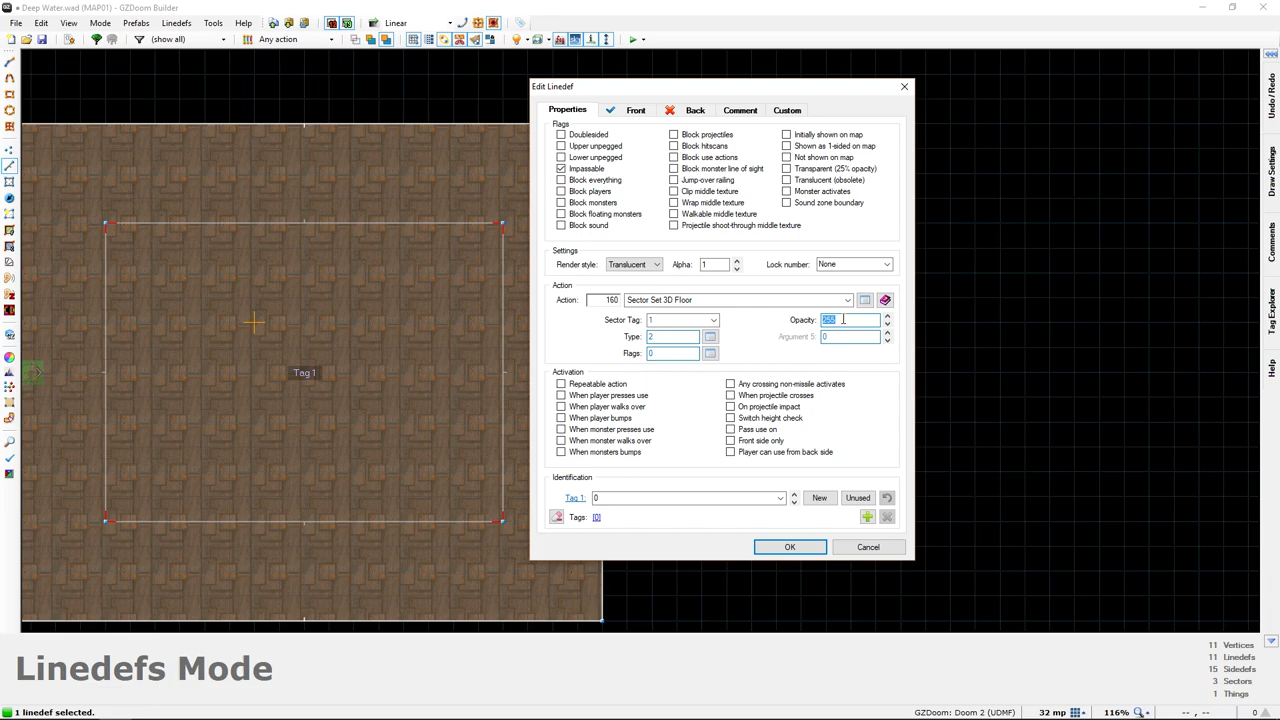 Deep Water.wad (MAP01) - GZDoom Builder
File Edit View Mode Prefabs Linedefs Tools Help Linear
(show all) Any action
Undo / Redo
Draw Settings
Comments
Tag Explorer
Help
Tag 1
Edit Linedef
Properties Front Back Comment Custom
Flags
Doublesided Block projectiles Initially shown on map
Upper unpegged Block hitscans Shown as 1-sided on map
Lower unpegged Block use actions Not shown on map
Impassable Block monster line of sight Transparent (25% opacity)
Block everything Jump-over railing Translucent (obsolete)
Block players Clip middle texture Monster activates
Block monsters Wrap middle texture Sound zone boundary
Block floating monsters Walkable middle texture
Block sound Projectile shoot-through middle texture
Settings
Render style: Translucent Alpha: 1 Lock number: None
Action
Action: 160 Sector Set 3D Floor
Sector Tag: 1 Opacity: 255
Type: 2 Argument 5: 0
Flags: 0
Activation
Repeatable action Any crossing non-missile activates
When player presses use When projectile crosses
When player walks over On projectile impact
When player bumps Switch height check
When monster presses use Pass use on
When monster walks over Front side only
When monsters bumps Player can use from back side
Identification
Tag 1: 0 New Unused
Tags: [0]
OK Cancel
Linedefs Mode
11 Vertices
11 Linedefs
15 Sidedefs
3 Sectors
1 Things
1 linedef selected. GZDoom: Doom 2 (UDMF) 32 mp 116% -- , -- 0